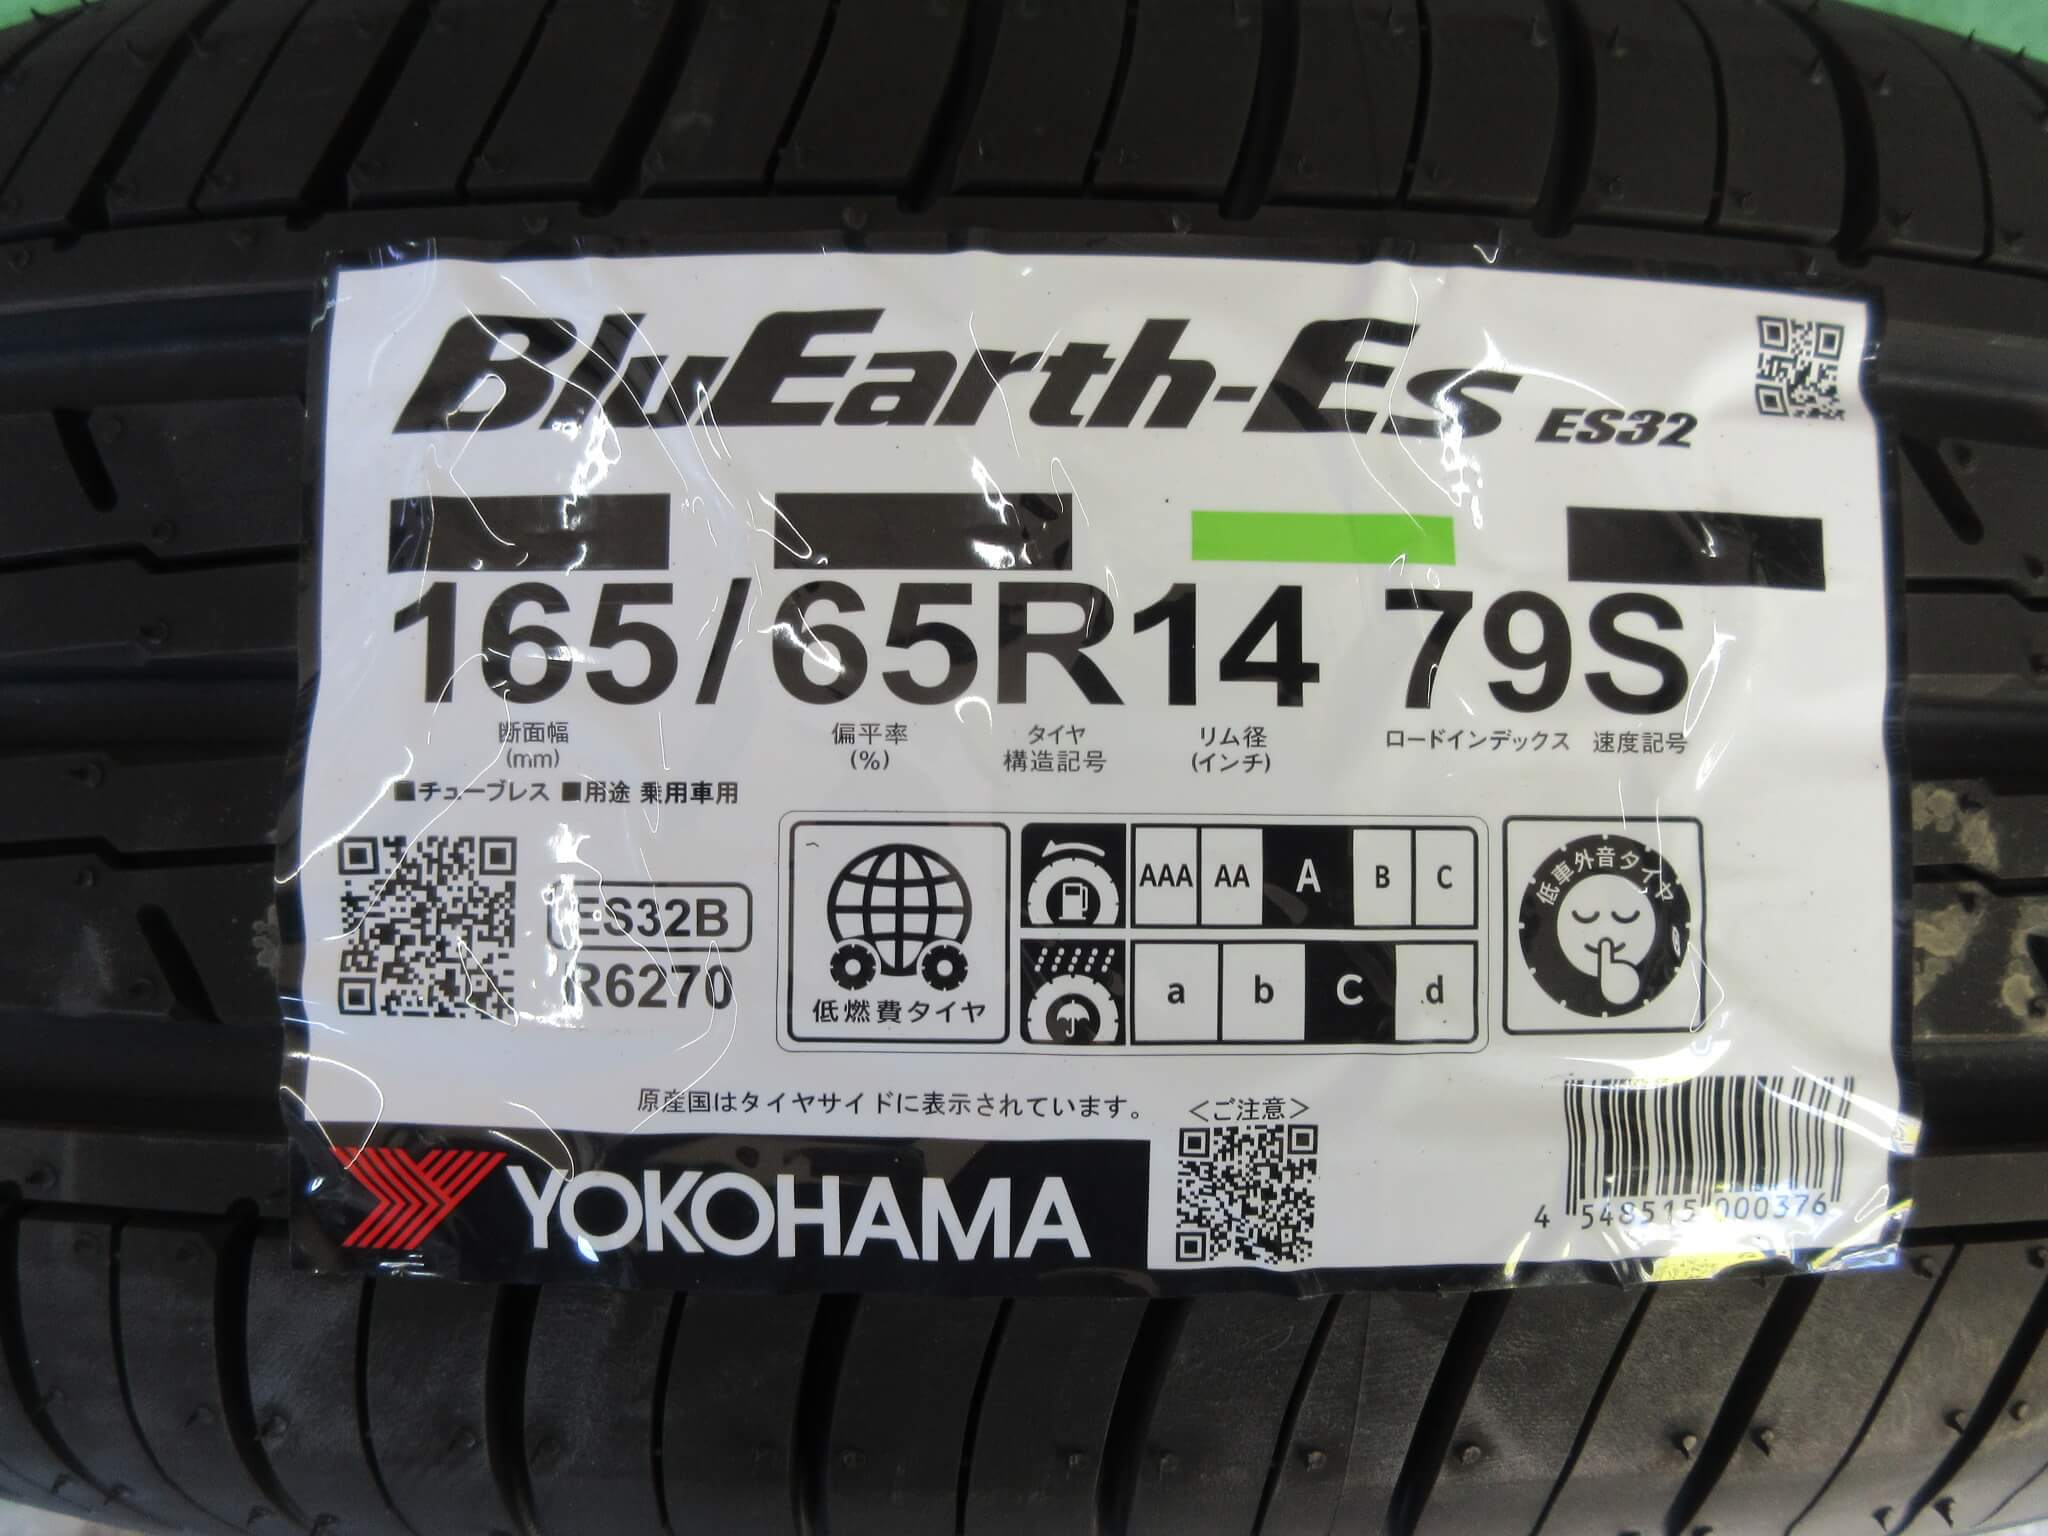 BluEarth-Es ES32
165/65R14 79S
断面幅 (mm)
偏平率 (%)
タイヤ 構造記号
リム径 (インチ)
ロードインデックス
速度記号
■チューブレス ■用途 乗用車用
ES32B
R6270
低燃費タイヤ
AAA AA A B C
a b c d
低車外音タイヤ
原産国はタイヤサイドに表示されています。
<ご注意>
YOKOHAMA
4 548515 000376